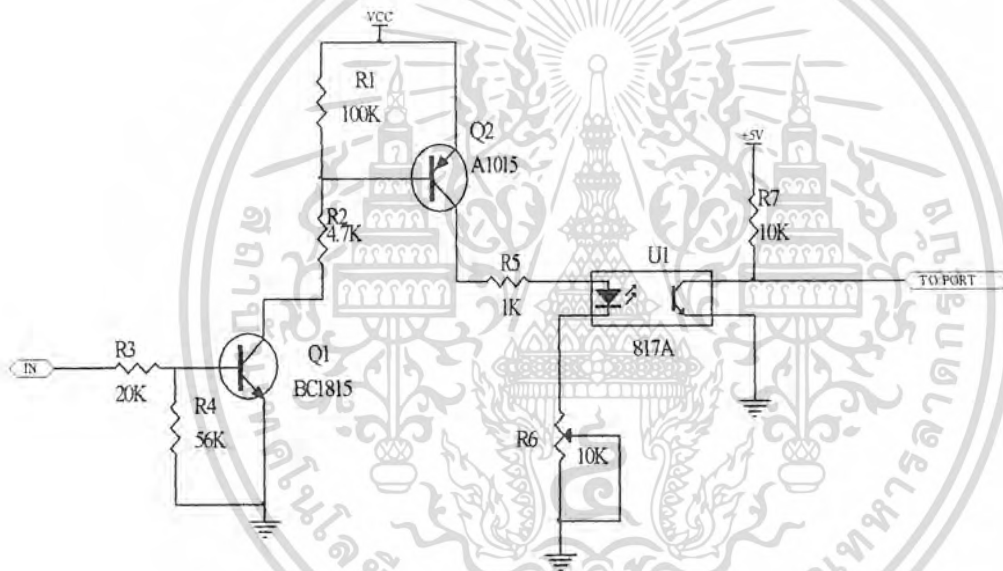 VCC
R1
100K
Q2
A1015
+5V
R2
4.7K
R7
10K
R5
1K
U1
TO PORT
817A
IN
R3
20K
Q1
BC1815
R4
56K
R6
10K